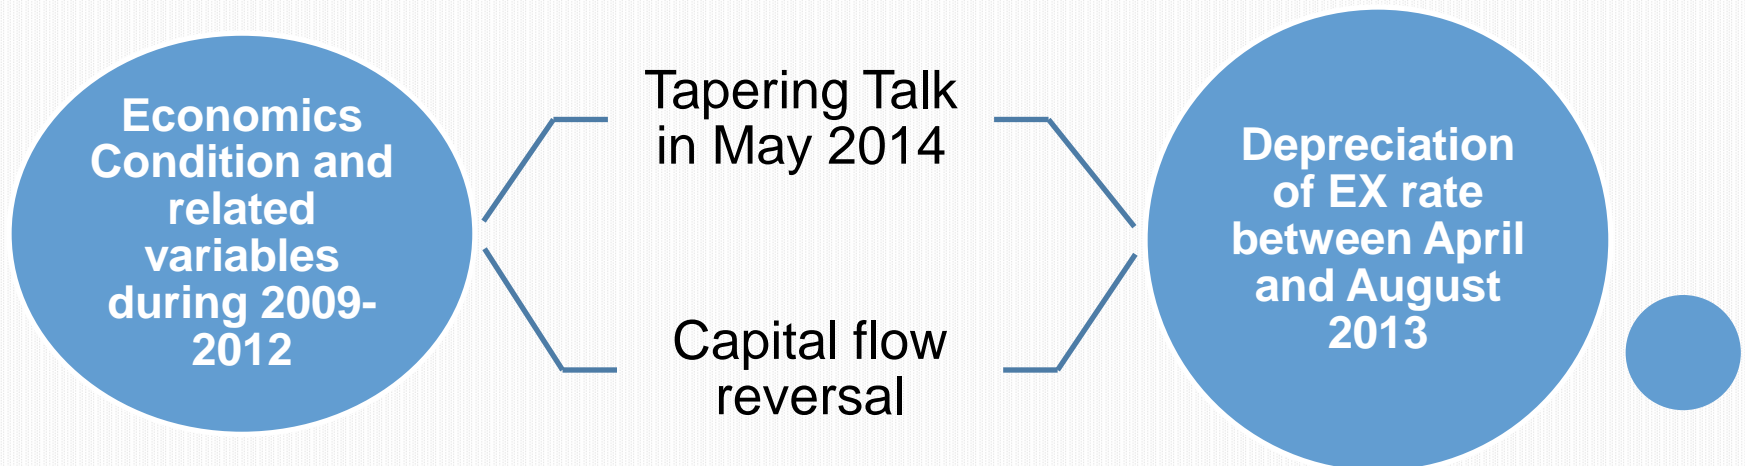 Economics
Condition and
related
variables
during 2009-
2012
Tapering Talk
in May 2014
Capital flow
reversal
Depreciation
of EX rate
between April
and August
2013